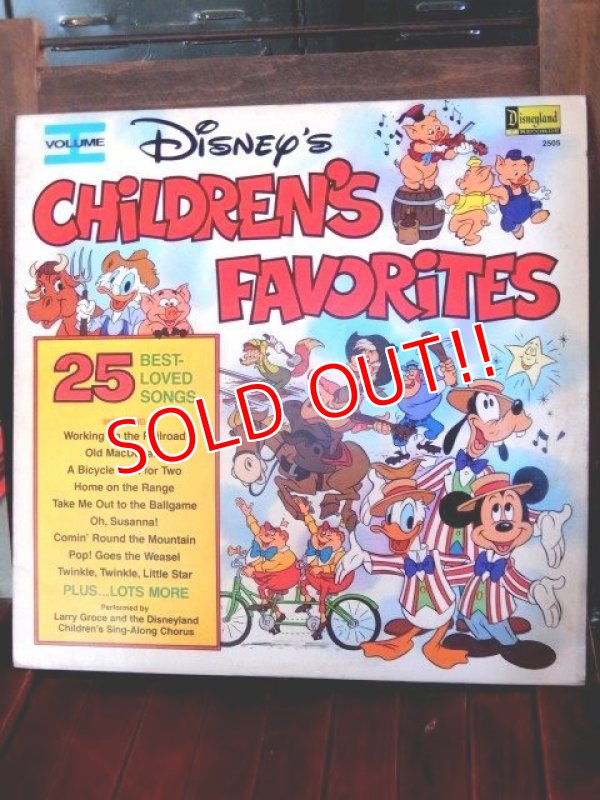 VOLUME
I
Disney's
Disneyland
RECORDS
2505
CHiLDREN'S
FAVORiTES
25
BEST-
LOVED
SONGS
SOLD OUT!!
Working the Railroad
Old MacDo
A Bicycle for Two
Home on the Range
Take Me Out to the Ballgame
Oh, Susanna!
Comin' Round the Mountain
Pop! Goes the Weasel
Twinkle, Twinkle, Little Star
PLUS...LOTS MORE
Performed by
Larry Groce and the Disneyland
Children's Sing-Along Chorus